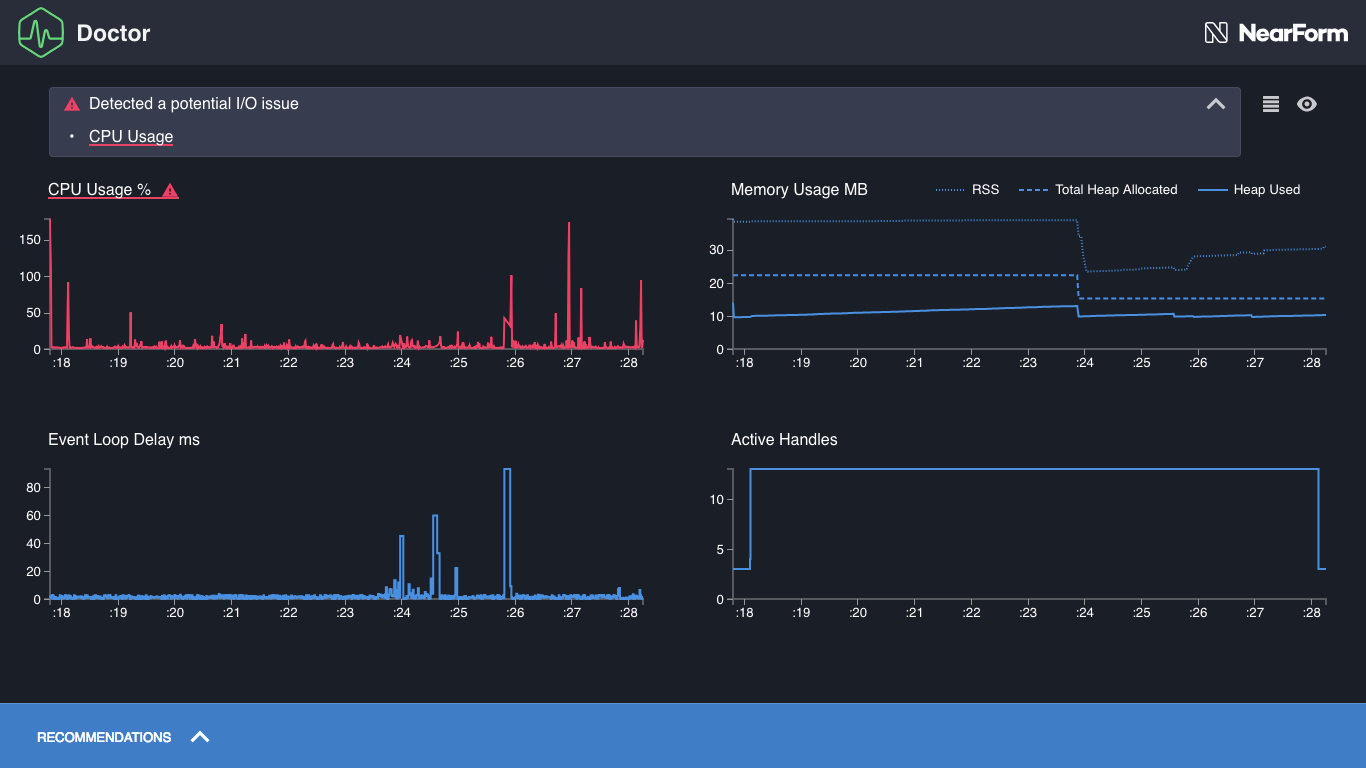 Doctor
NearForm
Detected a potential I/O issue
• CPU Usage
CPU Usage %
150
100
50
0
:18 :19 :20 :21 :22 :23 :24 :25 :26 :27 :28
Memory Usage MB
RSS Total Heap Allocated Heap Used
30
20
10
0
:18 :19 :20 :21 :22 :23 :24 :25 :26 :27 :28
Event Loop Delay ms
80
60
40
20
0
:18 :19 :20 :21 :22 :23 :24 :25 :26 :27 :28
Active Handles
10
5
0
:18 :19 :20 :21 :22 :23 :24 :25 :26 :27 :28
RECOMMENDATIONS